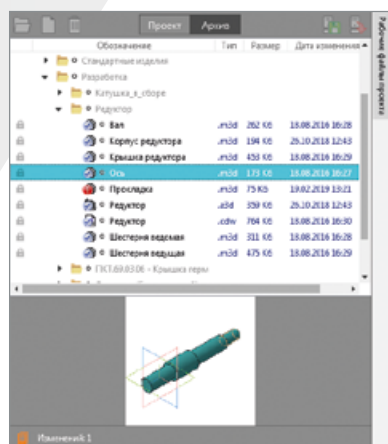 Проект Архив
Обозначение Тип Размер Дата изменения
Стандартные изделия
Разработка
Катушка_в_сборе
Редуктор
Вал .m3d 262 Кб 18.08.2016 16:28
Корпус редуктора .m3d 194 Кб 26.10.2018 12:43
Крышка редуктора .m3d 453 Кб 18.08.2016 16:29
Ось .m3d 173 Кб 18.08.2016 16:27
Прокладка .m3d 75 Кб 19.02.2019 13:21
Редуктор .a3d 359 Кб 26.10.2018 12:43
Редуктор .cdw 764 Кб 18.08.2016 16:30
Шестерня ведомая .m3d 311 Кб 18.08.2016 16:28
Шестерня ведущая .m3d 475 Кб 18.08.2016 16:29
Крышка герм
Изменений: 1
Рабочие файлы проекта